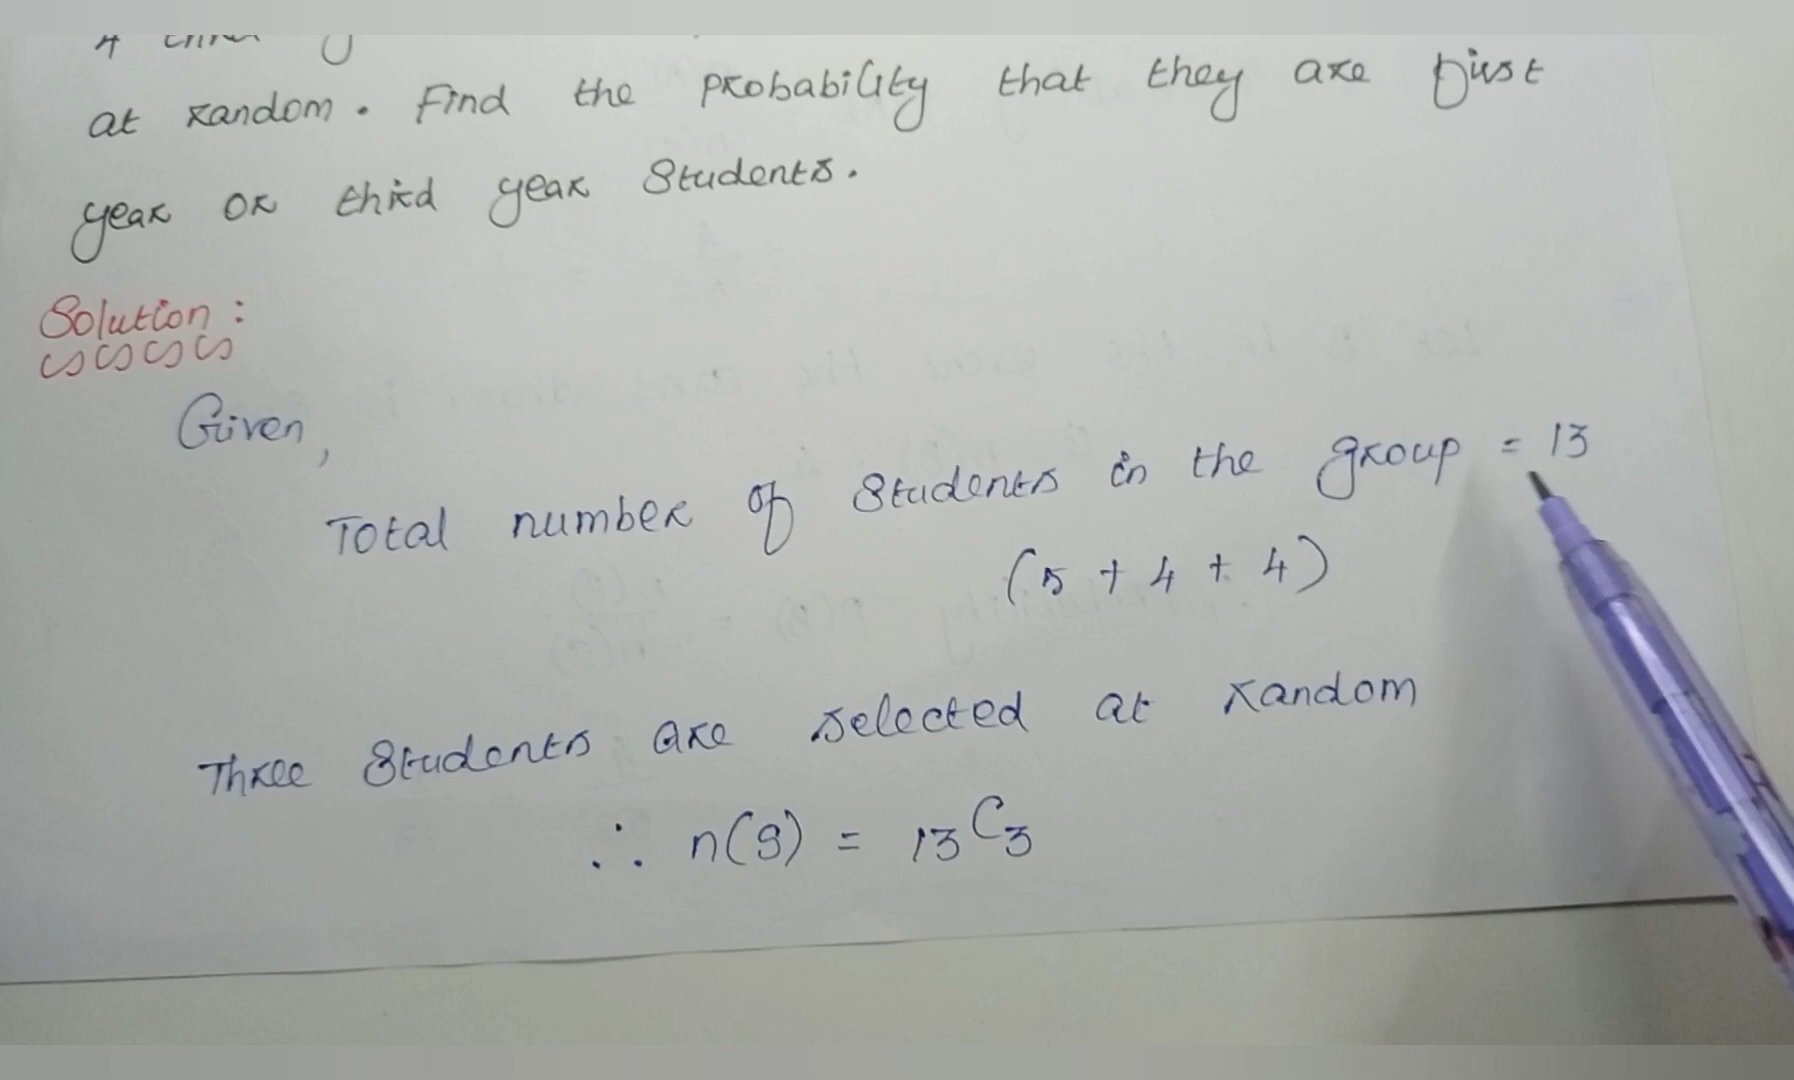 at random. Find the probability that they are first
year or third year Students.
Solution:
Given,
Total number of Students in the group = 13
(5 + 4 + 4)
Three Students are selected at random
∴ n(S) = 13C3